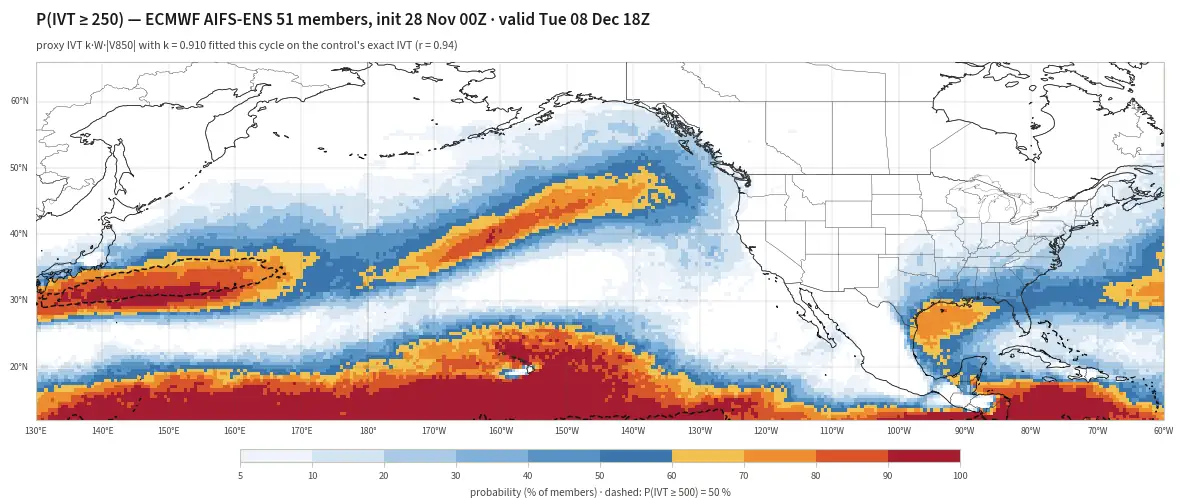 P(IVT ≥ 250) — ECMWF AIFS-ENS 51 members, init 28 Nov 00Z · valid Tue 08 Dec 18Z
proxy IVT k·W·|V850| with k = 0.910 fitted this cycle on the control's exact IVT (r = 0.94)
60°N
50°N
40°N
30°N
20°N
130°E 140°E 150°E 160°E 170°E 180° 170°W 160°W 150°W 140°W 130°W 120°W 110°W 100°W 90°W 80°W 70°W 60°W
5 10 20 30 40 50 60 70 80 90 100
probability (% of members) · dashed: P(IVT ≥ 500) = 50 %